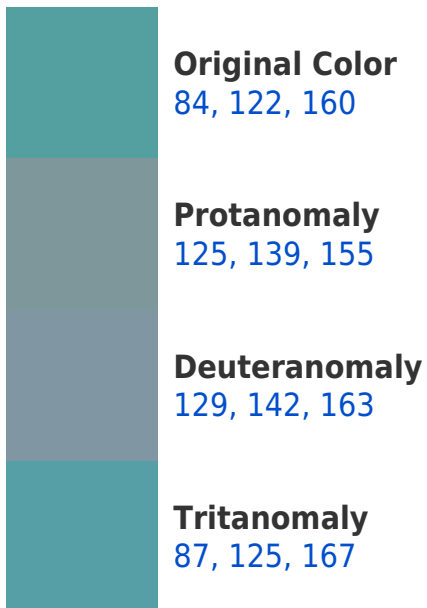 Original Color
84, 122, 160
Protanomaly
125, 139, 155
Deuteranomaly
129, 142, 163
Tritanomaly
87, 125, 167